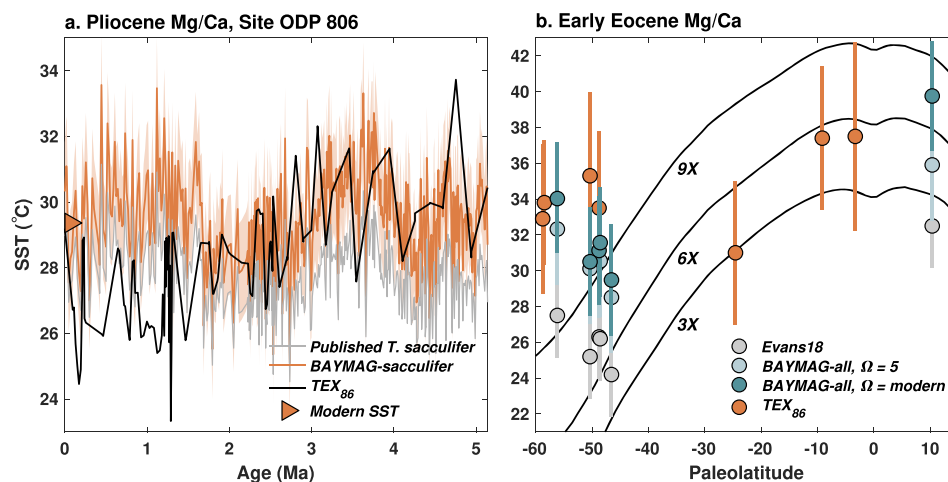 a. Pliocene Mg/Ca, Site ODP 806
SST (°C)
34
32
30
28
26
24
Published T. sacculifer
BAYMAG-sacculifer
TEX86
Modern SST
0 1 2 3 4 5
Age (Ma)
b. Early Eocene Mg/Ca
42
40
38
36
34
32
30
28
26
24
22
9X
6X
3X
Evans18
BAYMAG-all, Ω = 5
BAYMAG-all, Ω = modern
TEX86
-60 -50 -40 -30 -20 -10 0 10
Paleolatitude